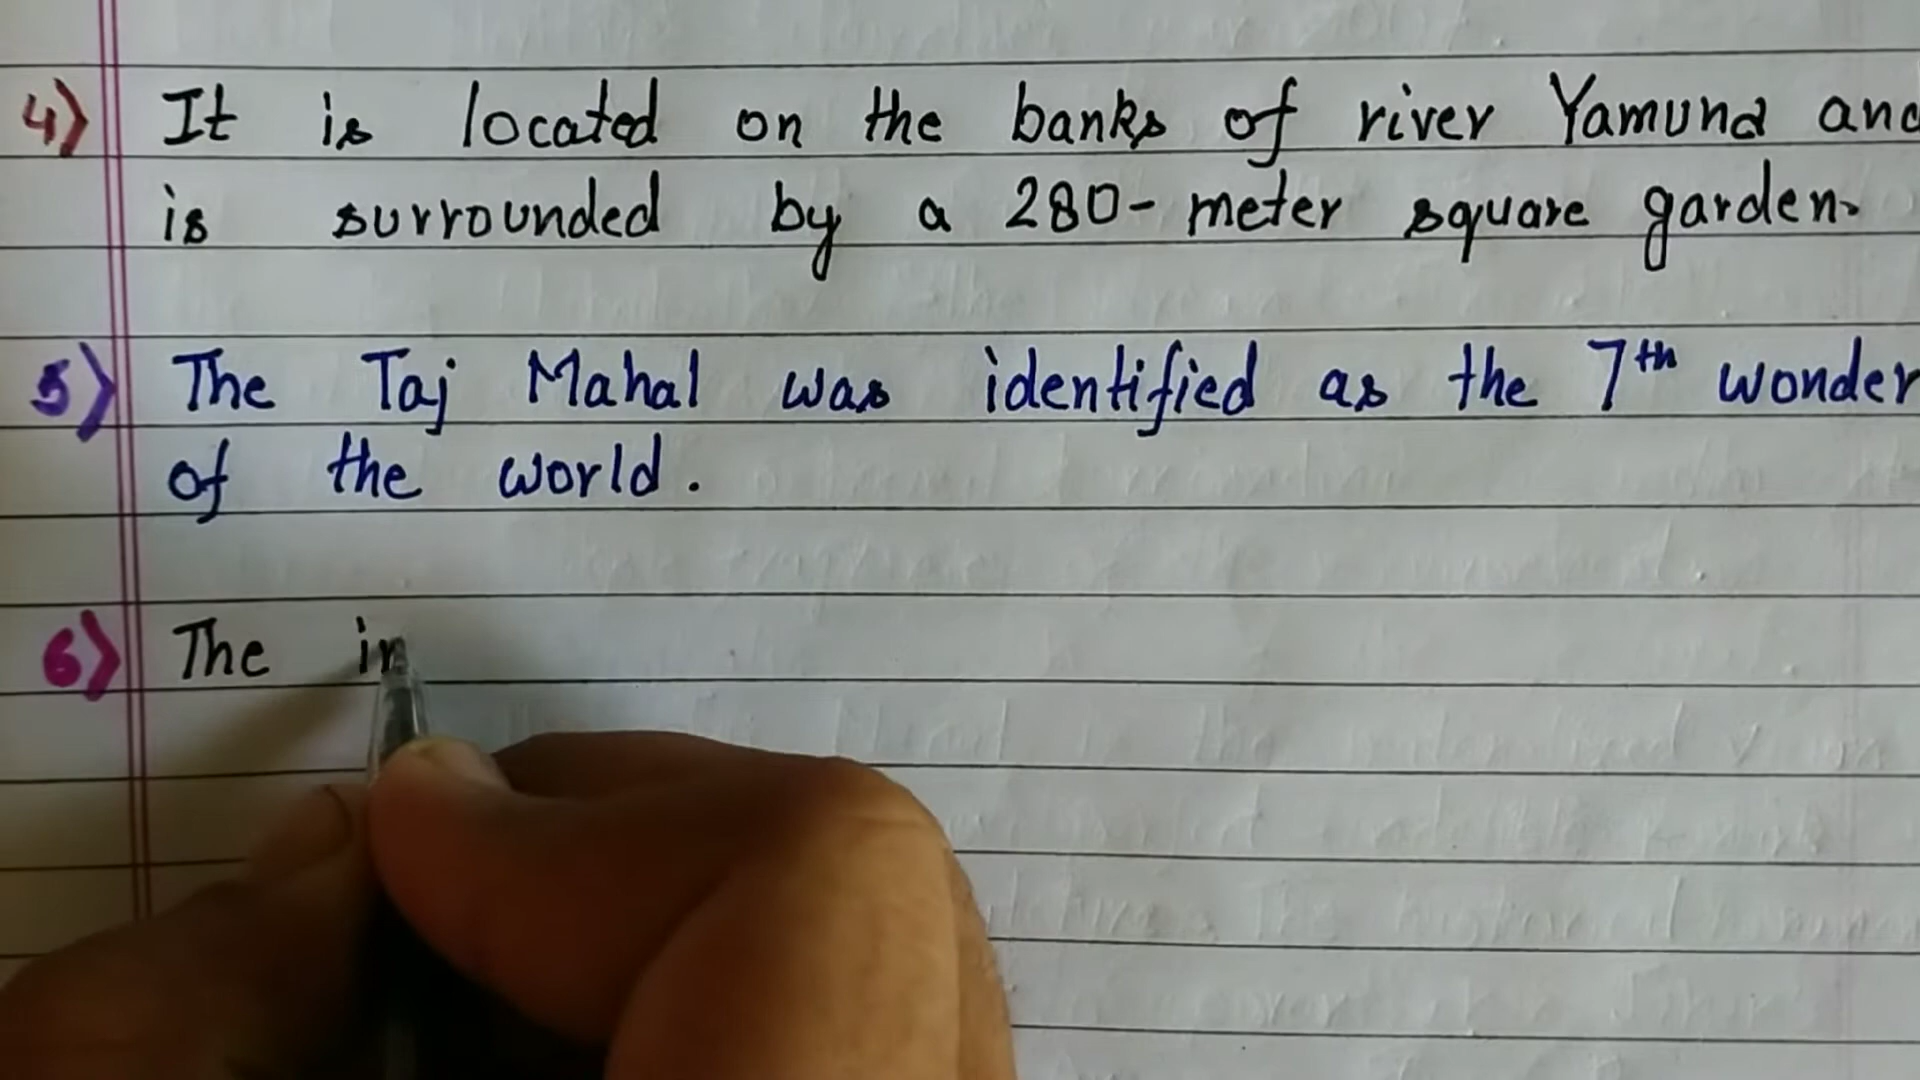 4) It is located on the banks of river Yamuna and
is surrounded by a 280-meter square garden.
5) The Taj Mahal was identified as the 7th wonder
of the world.
6) The in